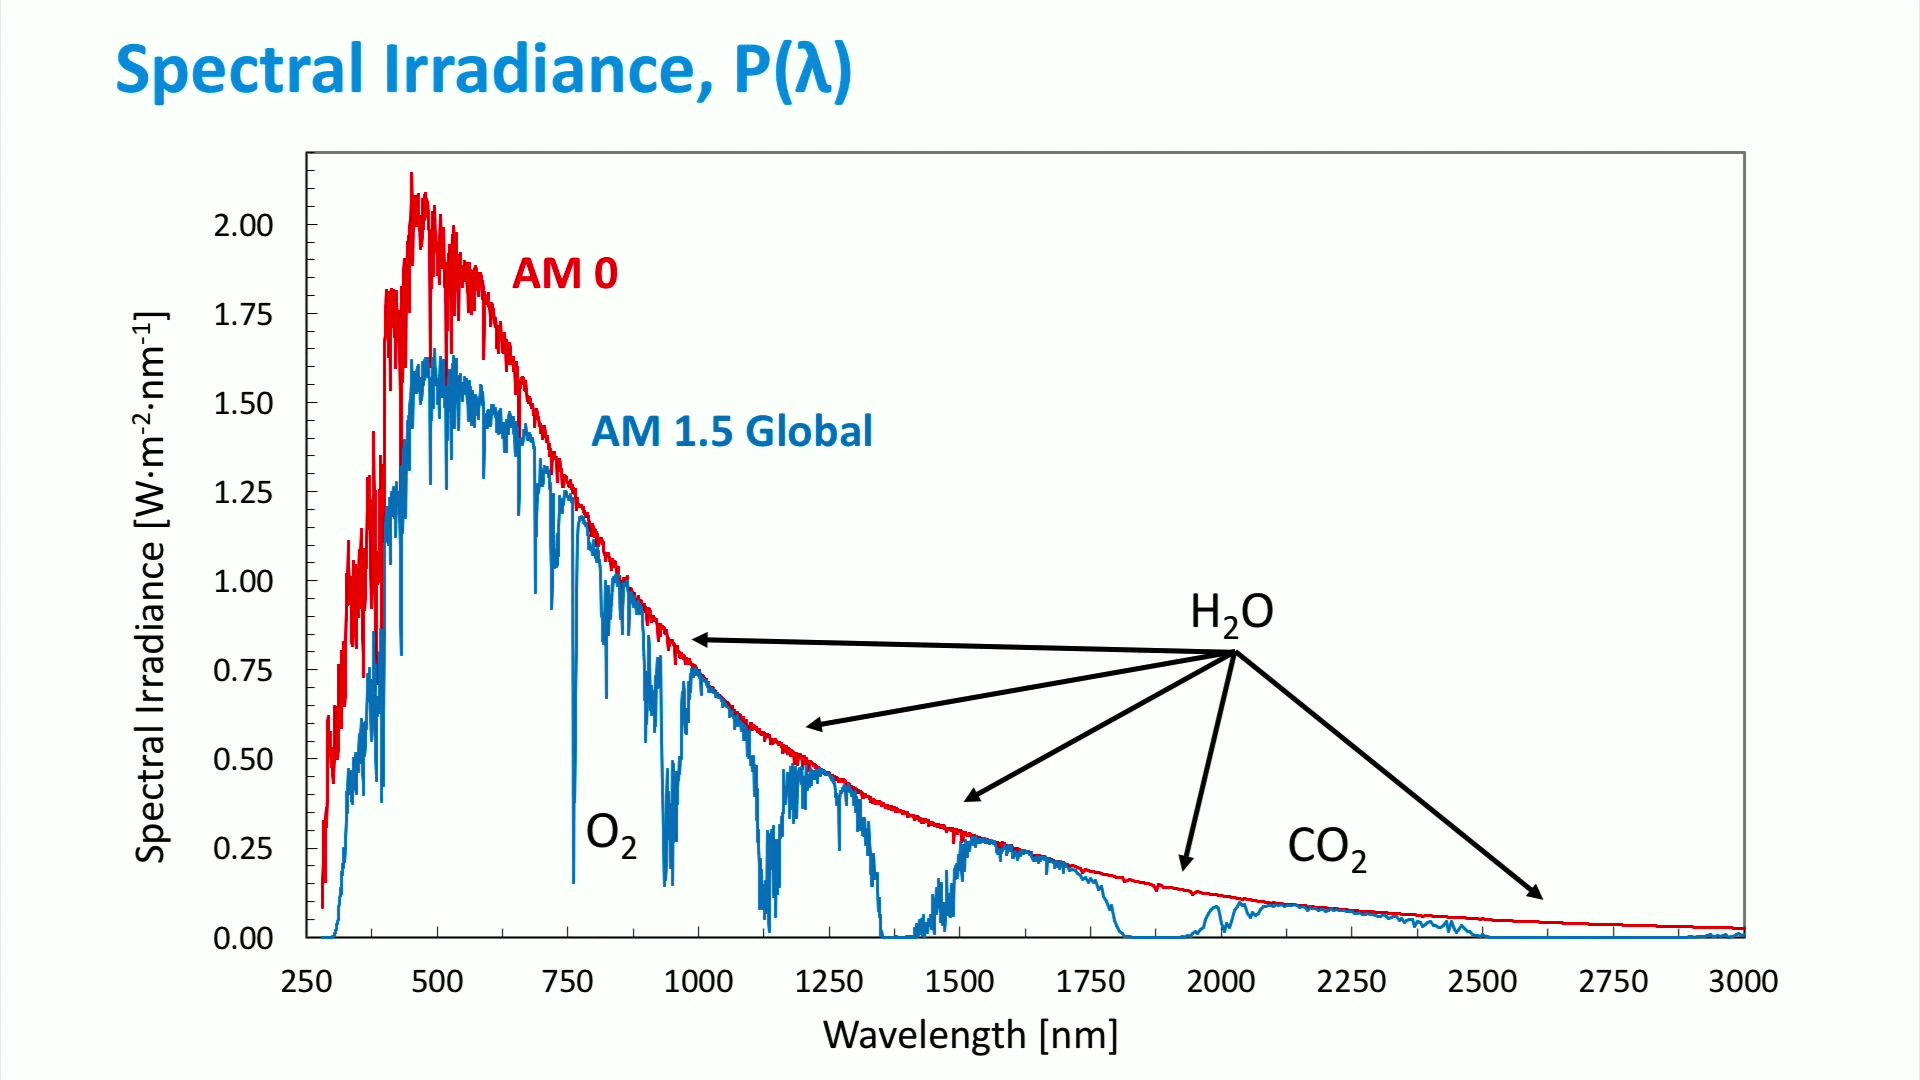 Spectral Irradiance, P(λ)
Spectral Irradiance [W·m⁻²·nm⁻¹]
2.00
1.75
1.50
1.25
1.00
0.75
0.50
0.25
0.00
AM 0
AM 1.5 Global
H₂O
O₂
CO₂
250 500 750 1000 1250 1500 1750 2000 2250 2500 2750 3000
Wavelength [nm]